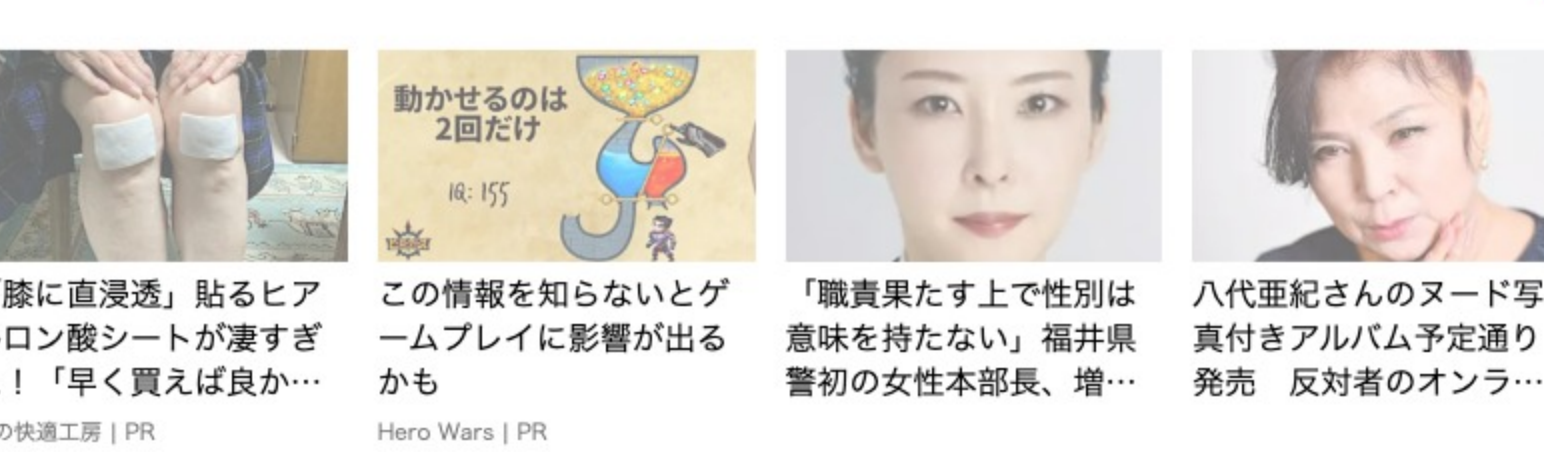 動かせるのは
2回だけ
IQ: 155
「膝に直浸透」貼るヒア
ロン酸シートが凄すぎ
！「早く買えば良か…
の快適工房 | PR
この情報を知らないとゲ
ームプレイに影響が出る
かも
Hero Wars | PR
「職責果たす上で性別は
意味を持たない」福井県
警初の女性本部長、増…
八代亜紀さんのヌード写
真付きアルバム予定通り
発売　反対者のオンラ…